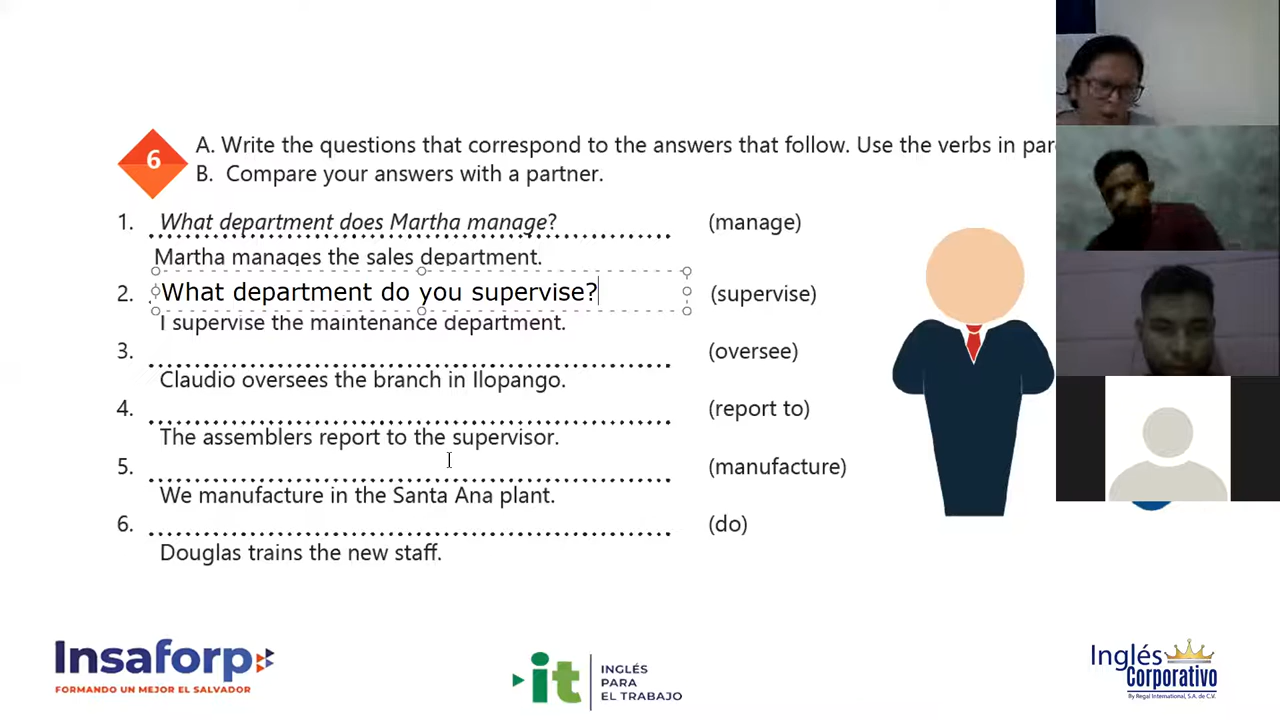 6
A. Write the questions that correspond to the answers that follow. Use the verbs in par
B. Compare your answers with a partner.
1. What department does Martha manage? (manage)
Martha manages the sales department.
2. What department do you supervise? (supervise)
I supervise the maintenance department.
3. (oversee)
Claudio oversees the branch in Ilopango.
4. (report to)
The assemblers report to the supervisor.
5. (manufacture)
We manufacture in the Santa Ana plant.
6. (do)
Douglas trains the new staff.
Insaforp
FORMANDO UN MEJOR EL SALVADOR
it
INGLÉS
PARA
EL TRABAJO
Inglés
Corporativo
By Regal International, S.A. de C.V.